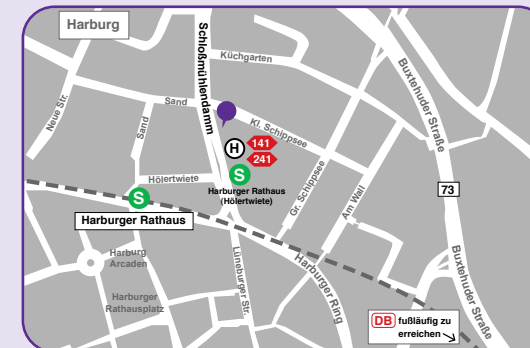 Harburg
Schloßmühlendamm
Küchgarten
Buxtehuder Straße
Neue Str.
Sand
Sand
Kl. Schippsee
H
141
241
S
Harburger Rathaus
(Hölertwiete)
Hölertwiete
Gr. Schippsee
Am Wall
73
S
Harburger Rathaus
Harburg
Arcaden
Lüneburger Str.
Harburger Ring
Buxtehuder Straße
Harburger
Rathausplatz
DB fußläufig zu
erreichen